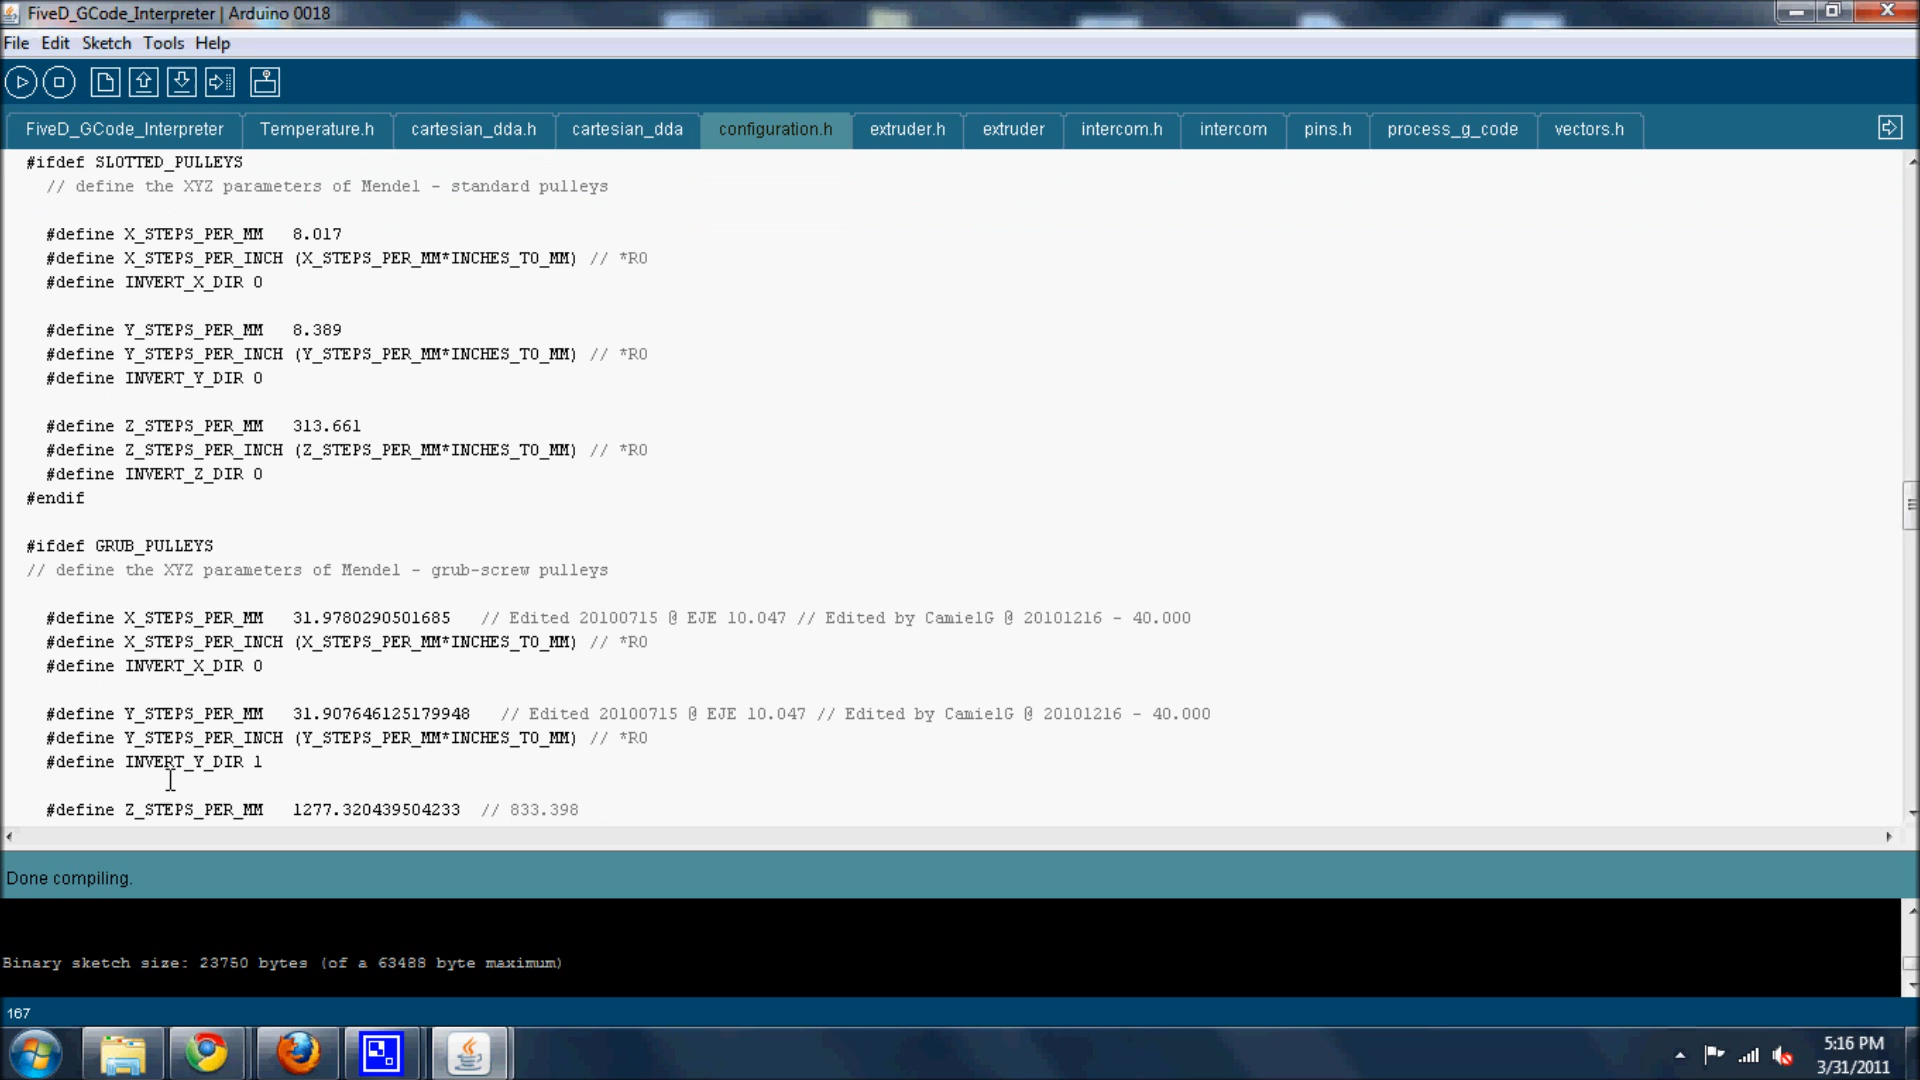 FiveD_GCode_Interpreter | Arduino 0018
File Edit Sketch Tools Help
FiveD_GCode_Interpreter Temperature.h cartesian_dda.h cartesian_dda configuration.h extruder.h extruder intercom.h intercom pins.h process_g_code vectors.h
#ifdef SLOTTED_PULLEYS
// define the XYZ parameters of Mendel - standard pulleys
#define X_STEPS_PER_MM 8.017
#define X_STEPS_PER_INCH (X_STEPS_PER_MM*INCHES_TO_MM) // *RO
#define INVERT_X_DIR 0
#define Y_STEPS_PER_MM 8.389
#define Y_STEPS_PER_INCH (Y_STEPS_PER_MM*INCHES_TO_MM) // *RO
#define INVERT_Y_DIR 0
#define Z_STEPS_PER_MM 313.661
#define Z_STEPS_PER_INCH (Z_STEPS_PER_MM*INCHES_TO_MM) // *RO
#define INVERT_Z_DIR 0
#endif
#ifdef GRUB_PULLEYS
// define the XYZ parameters of Mendel - grub-screw pulleys
#define X_STEPS_PER_MM 31.9780290501685 // Edited 20100715 @ EJE 10.047 // Edited by CamielG @ 20101216 - 40.000
#define X_STEPS_PER_INCH (X_STEPS_PER_MM*INCHES_TO_MM) // *RO
#define INVERT_X_DIR 0
#define Y_STEPS_PER_MM 31.907646125179948 // Edited 20100715 @ EJE 10.047 // Edited by CamielG @ 20101216 - 40.000
#define Y_STEPS_PER_INCH (Y_STEPS_PER_MM*INCHES_TO_MM) // *RO
#define INVERT_Y_DIR 1
#define Z_STEPS_PER_MM 1277.320439504233 // 833.398
Done compiling.
Binary sketch size: 23750 bytes (of a 63488 byte maximum)
167
5:16 PM
3/31/2011